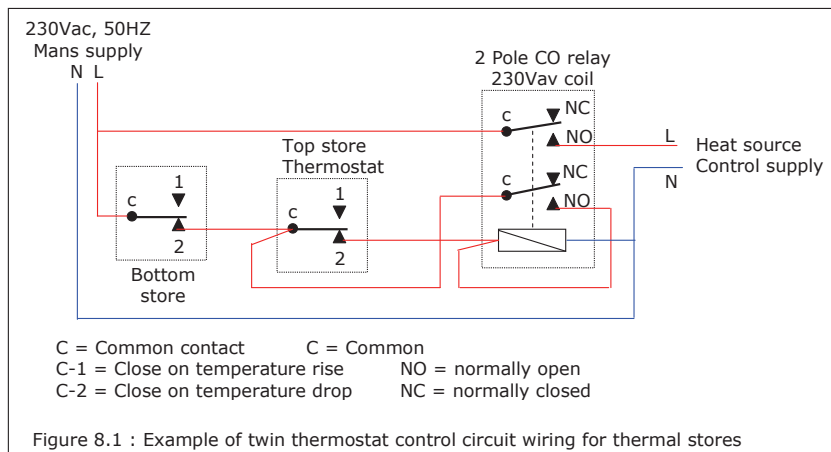 230Vac, 50HZ
Mans supply
N L
2 Pole CO relay
230Vav coil
c
NC
NO
L
N
Heat source
Control supply
Top store
Thermostat
c
NC
NO
c
1
2
Bottom
store
c
1
2
C = Common contact C = Common
C-1 = Close on temperature rise NO = normally open
C-2 = Close on temperature drop NC = normally closed
Figure 8.1 : Example of twin thermostat control circuit wiring for thermal stores